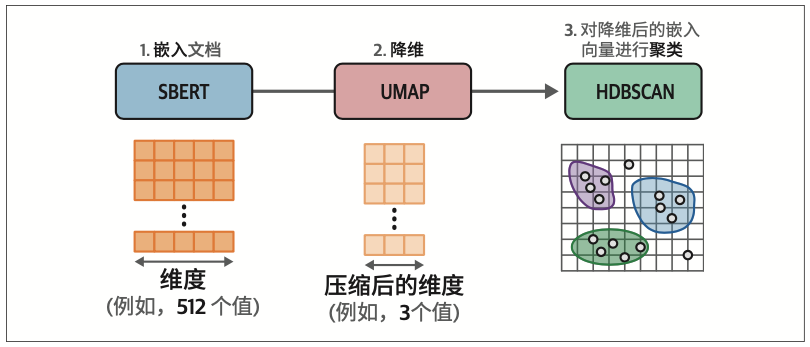 1. 嵌入文档
2. 降维
3. 对降维后的嵌入
向量进行聚类
SBERT
UMAP
HDBSCAN
维度
(例如，512 个值)
压缩后的维度
(例如，3个值)